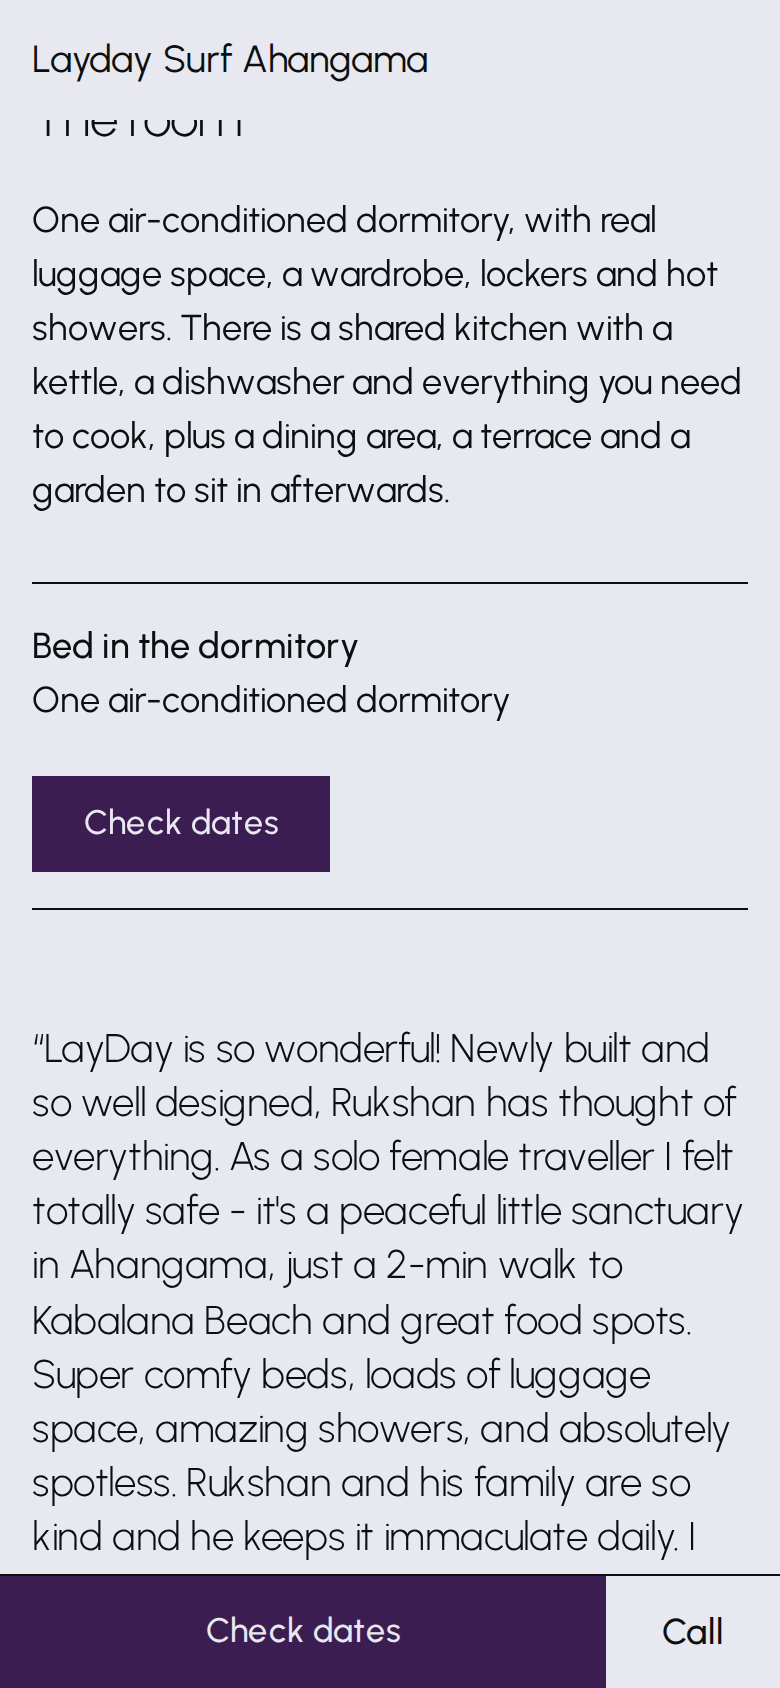 Layday Surf Ahangama
The room
One air-conditioned dormitory, with real
luggage space, a wardrobe, lockers and hot
showers. There is a shared kitchen with a
kettle, a dishwasher and everything you need
to cook, plus a dining area, a terrace and a
garden to sit in afterwards.
Bed in the dormitory
One air-conditioned dormitory
Check dates
“LayDay is so wonderful! Newly built and
so well designed, Rukshan has thought of
everything. As a solo female traveller I felt
totally safe - it's a peaceful little sanctuary
in Ahangama, just a 2-min walk to
Kabalana Beach and great food spots.
Super comfy beds, loads of luggage
space, amazing showers, and absolutely
spotless. Rukshan and his family are so
kind and he keeps it immaculate daily. I
Check dates
Call